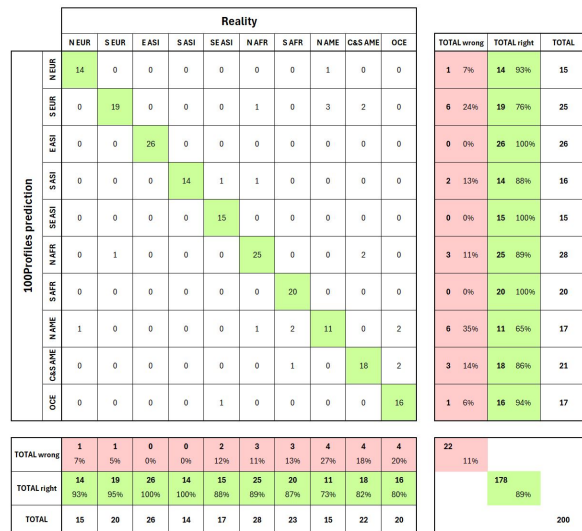 Reality
N EUR S EUR E ASI S ASI SE ASI N AFR S AFR N AME C&S AME OCE TOTAL wrong TOTAL right TOTAL
100Profiles prediction
N EUR 14 0 0 0 0 0 0 1 0 0 1 7% 14 93% 15
S EUR 0 19 0 0 0 1 0 3 2 0 6 24% 19 76% 25
E ASI 0 0 26 0 0 0 0 0 0 0 0 0% 26 100% 26
S ASI 0 0 0 14 1 1 0 0 0 0 2 13% 14 88% 16
SE ASI 0 0 0 0 15 0 0 0 0 0 0 0% 15 100% 15
N AFR 0 1 0 0 0 25 0 0 2 0 3 11% 25 89% 28
S AFR 0 0 0 0 0 0 20 0 0 0 0 0% 20 100% 20
N AME 1 0 0 0 0 1 2 11 0 2 6 35% 11 65% 17
C&S AME 0 0 0 0 0 0 1 0 18 2 3 14% 18 86% 21
OCE 0 0 0 0 1 0 0 0 0 16 1 6% 16 94% 17
TOTAL wrong 1 1 0 0 2 3 3 4 4 4 22
7% 5% 0% 0% 12% 11% 13% 27% 18% 20% 11%
TOTAL right 14 19 26 14 15 25 20 11 18 16 178
93% 95% 100% 100% 88% 89% 87% 73% 82% 80% 89%
TOTAL 15 20 26 14 17 28 23 15 22 20 200